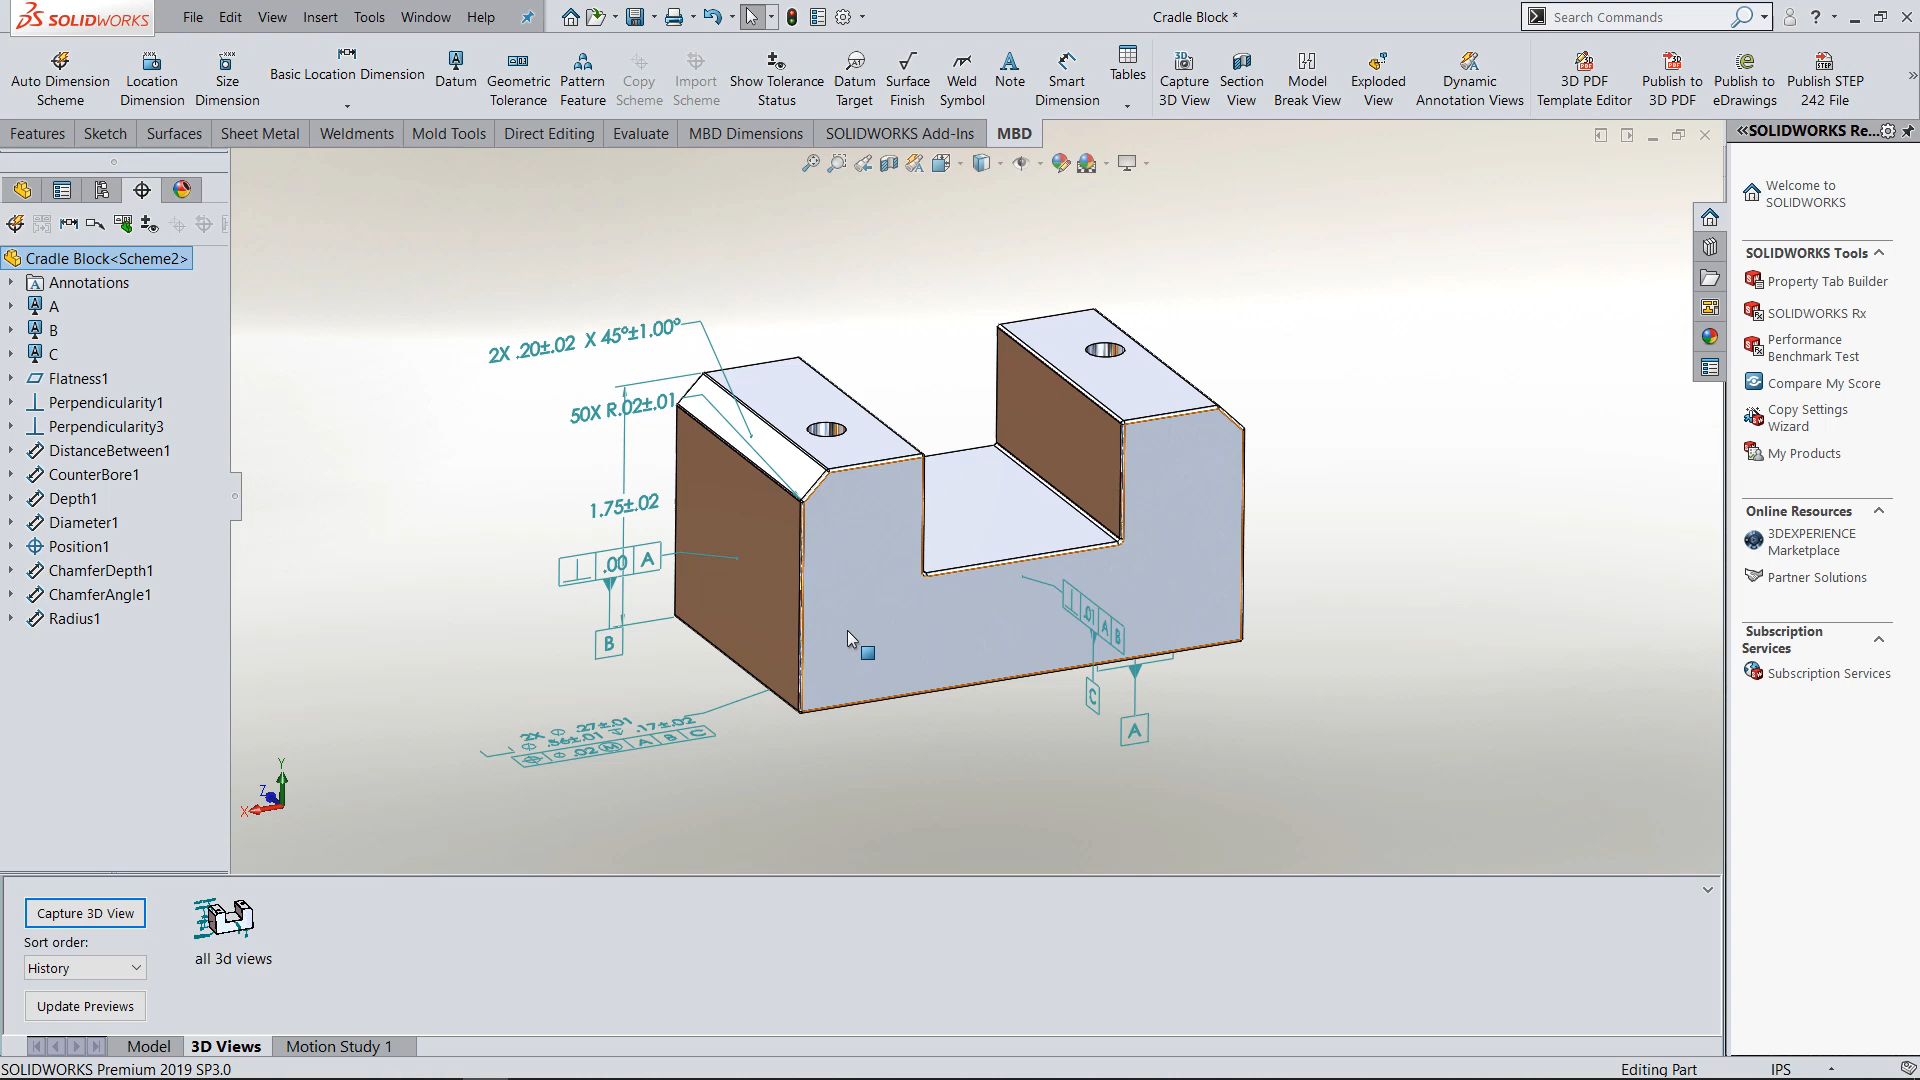 SOLIDWORKS
File Edit View Insert Tools Window Help
Cradle Block *
Search Commands
Auto Dimension Scheme
Location Dimension
Size Dimension
Basic Location Dimension
Datum
Geometric Tolerance
Pattern Feature
Copy Scheme
Import Scheme
Show Tolerance Status
Datum Target
Surface Finish
Weld Symbol
Note
Smart Dimension
Tables
Capture 3D View
Section View
Model Break View
Exploded View
Dynamic Annotation Views
3D PDF Template Editor
Publish to 3D PDF
Publish to eDrawings
Publish STEP 242 File
Features Sketch Surfaces Sheet Metal Weldments Mold Tools Direct Editing Evaluate MBD Dimensions SOLIDWORKS Add-Ins MBD
Cradle Block<Scheme2>
Annotations
A
B
C
Flatness1
Perpendicularity1
Perpendicularity3
DistanceBetween1
CounterBore1
Depth1
Diameter1
Position1
ChamferDepth1
ChamferAngle1
Radius1
2X .20±.02 X 45°±1.00°
50X R.02±.01
1.75±.02
⊥ .00 A
B
2X ⌀ .27±.01
⌴ ⌀ .56±.01 ↧ .17±.02
⌖ ⌀ .02 Ⓜ A B C
⊥ .01 A B
C
A
Y
Z
X
SOLIDWORKS Re...
Welcome to
SOLIDWORKS
SOLIDWORKS Tools
Property Tab Builder
SOLIDWORKS Rx
Performance
Benchmark Test
Compare My Score
Copy Settings
Wizard
My Products
Online Resources
3DEXPERIENCE
Marketplace
Partner Solutions
Subscription
Services
Subscription Services
Capture 3D View
Sort order:
History
Update Previews
all 3d views
Model 3D Views Motion Study 1
SOLIDWORKS Premium 2019 SP3.0
Editing Part
IPS